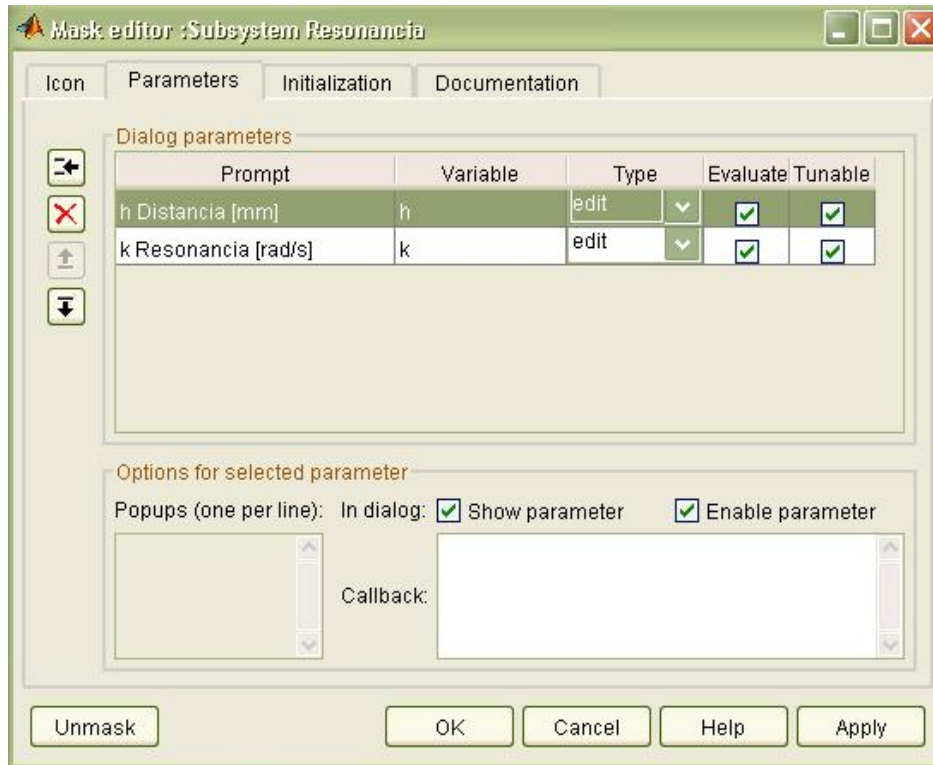 Mask editor :Subsystem Resonancia
Icon Parameters Initialization Documentation
Dialog parameters
Prompt Variable Type Evaluate Tunable
h Distancia [mm] h edit
k Resonancia [rad/s] k edit
Options for selected parameter
Popups (one per line): In dialog: Show parameter Enable parameter
Callback:
Unmask OK Cancel Help Apply